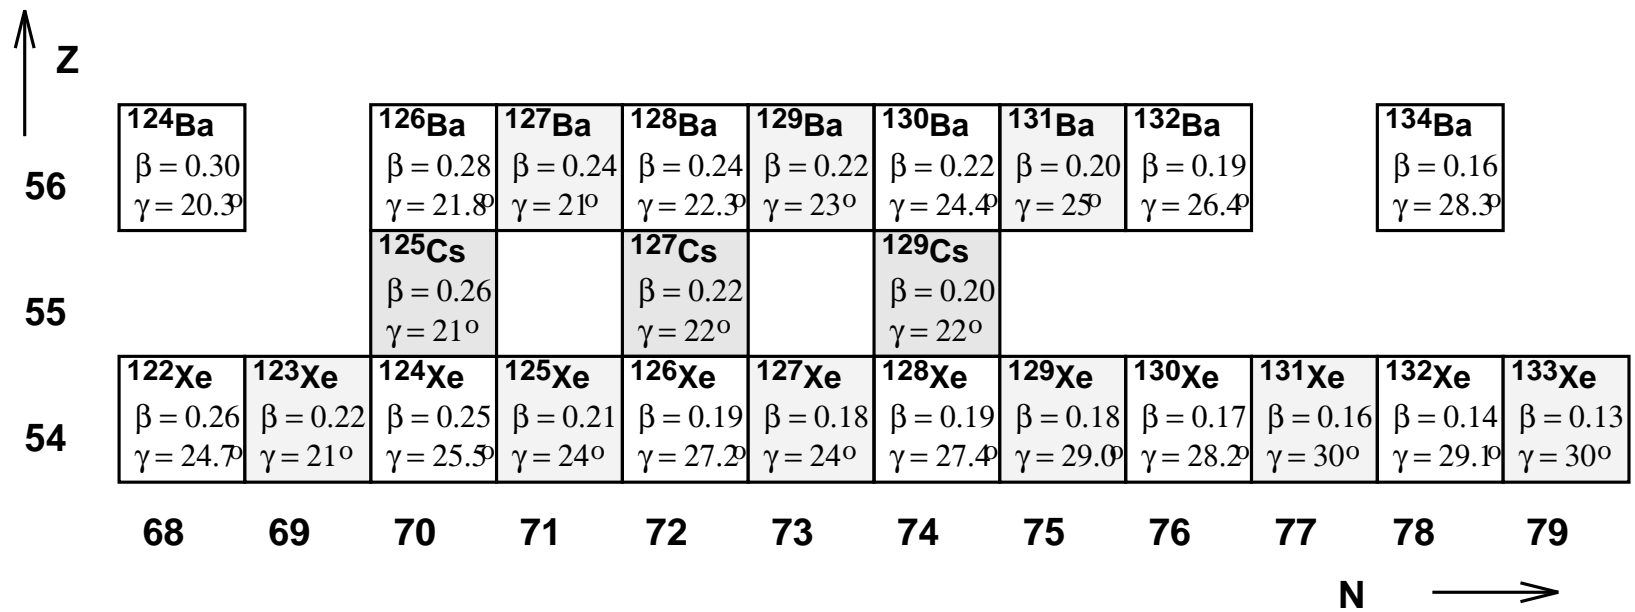 Z
¹²⁴Ba ¹²⁶Ba ¹²⁷Ba ¹²⁸Ba ¹²⁹Ba ¹³⁰Ba ¹³¹Ba ¹³²Ba ¹³⁴Ba
β = 0.30 β = 0.28 β = 0.24 β = 0.24 β = 0.22 β = 0.22 β = 0.20 β = 0.19 β = 0.16
56
γ = 20.3º γ = 21.8º γ = 21º γ = 22.3º γ = 23º γ = 24.4º γ = 25º γ = 26.4º γ = 28.3º
¹²⁵Cs ¹²⁷Cs ¹²⁹Cs
β = 0.26 β = 0.22 β = 0.20
55
γ = 21º γ = 22º γ = 22º
¹²²Xe ¹²³Xe ¹²⁴Xe ¹²⁵Xe ¹²⁶Xe ¹²⁷Xe ¹²⁸Xe ¹²⁹Xe ¹³⁰Xe ¹³¹Xe ¹³²Xe ¹³³Xe
β = 0.26 β = 0.22 β = 0.25 β = 0.21 β = 0.19 β = 0.18 β = 0.19 β = 0.18 β = 0.17 β = 0.16 β = 0.14 β = 0.13
54
γ = 24.7º γ = 21º γ = 25.5º γ = 24º γ = 27.2º γ = 24º γ = 27.4º γ = 29.0º γ = 28.2º γ = 30º γ = 29.1º γ = 30º
68 69 70 71 72 73 74 75 76 77 78 79
N